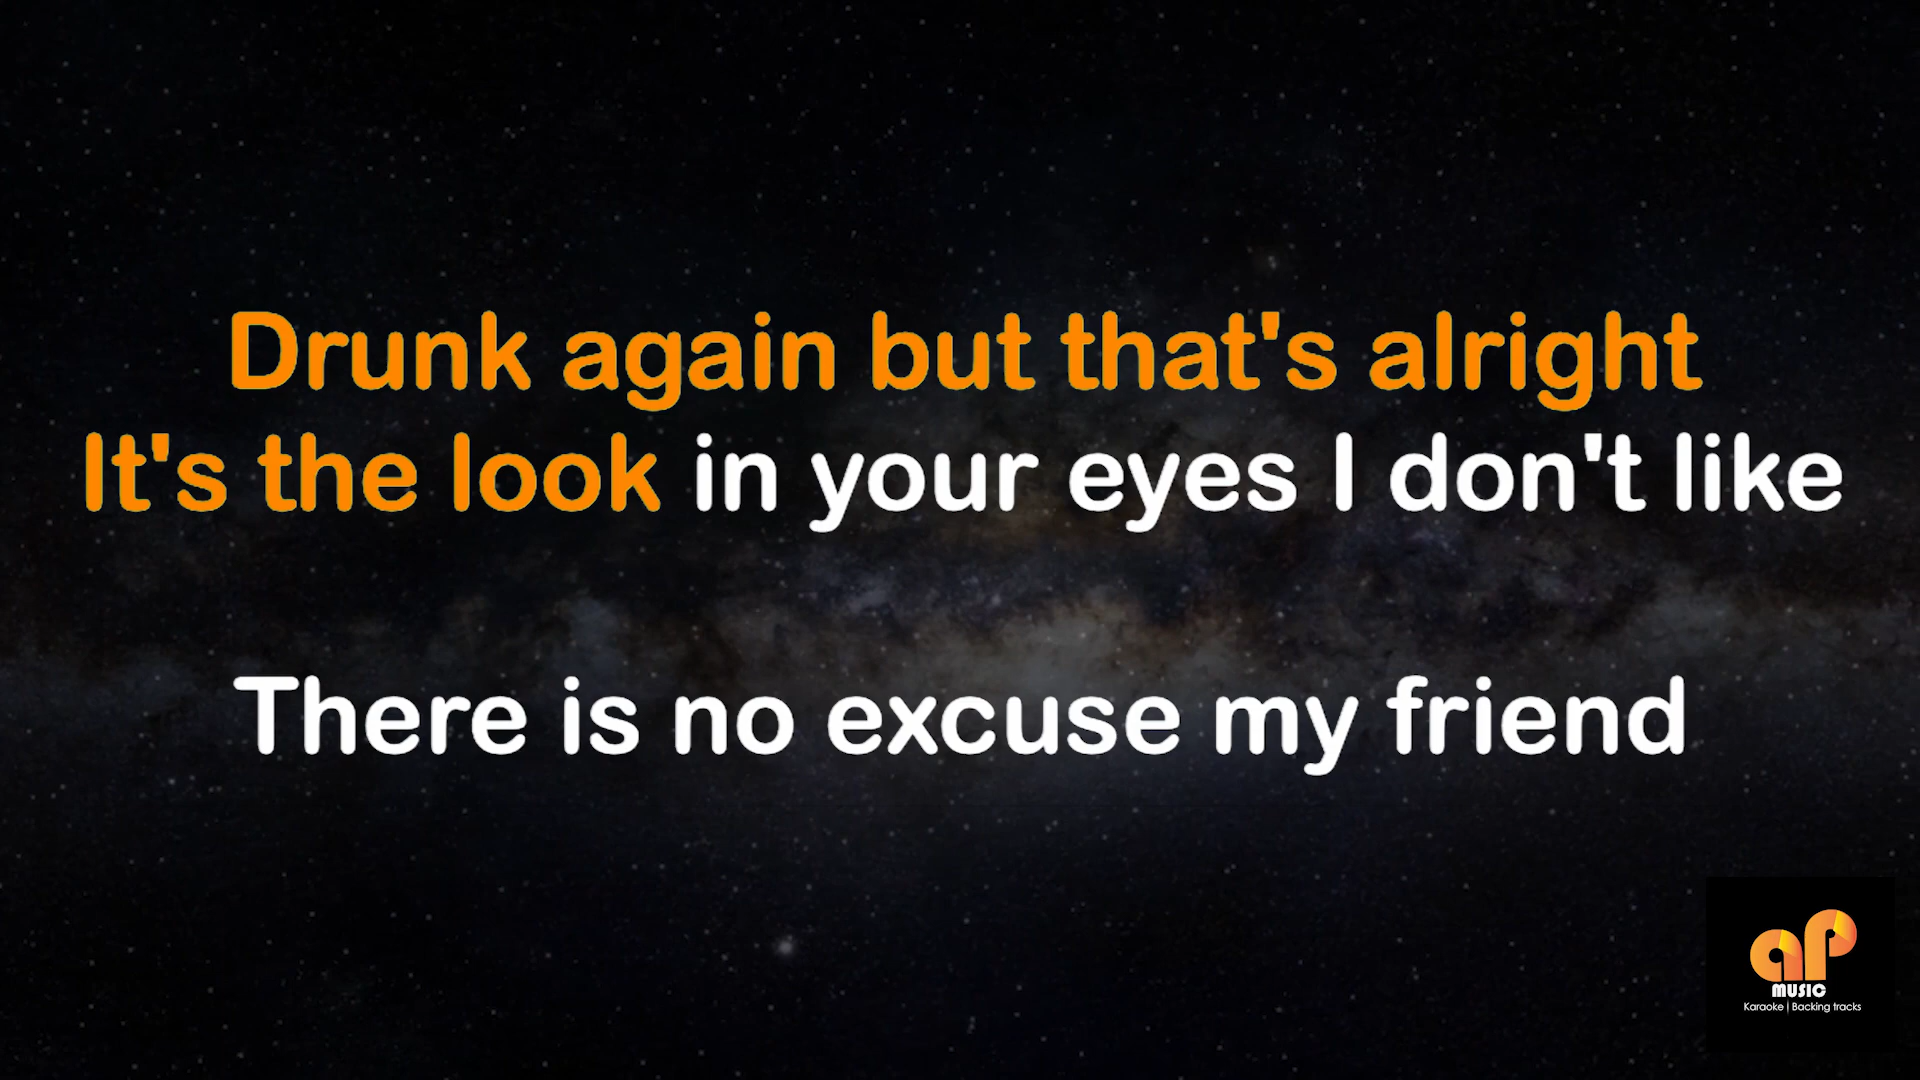 Drunk again but that's alright
It's the look in your eyes I don't like
There is no excuse my friend
ap
MUSIC
Karaoke | Backing tracks